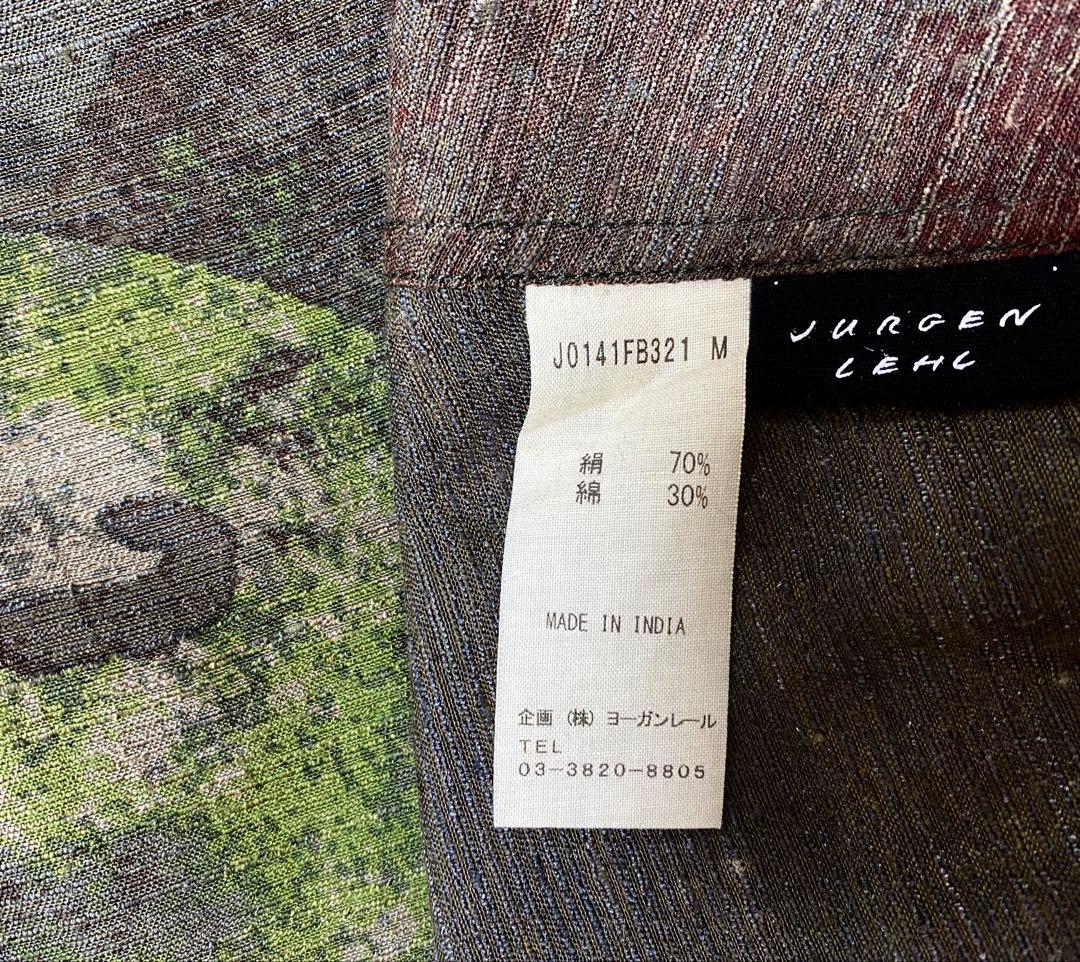 JURGEN
LEHL
J0141FB321 M
絹 70%
綿 30%
MADE IN INDIA
企画 (株) ヨーガンレール
TEL
03-3820-8805